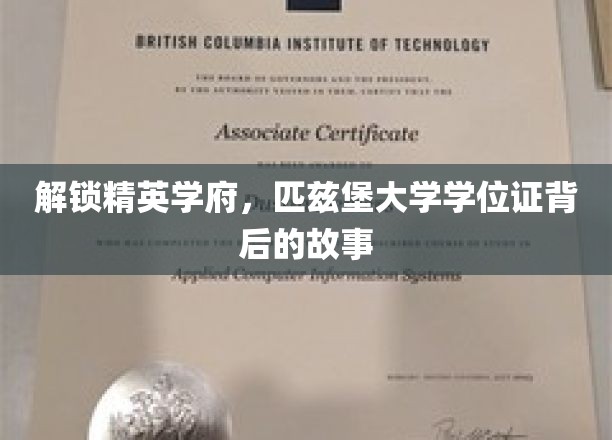 BRITISH COLUMBIA INSTITUTE OF TECHNOLOGY
THE BOARD OF GOVERNORS AND THE PRESIDENT,
BY THE AUTHORITY VESTED IN THEM, CERTIFY THAT THE
Associate Certificate
解锁精英学府，匹兹堡大学学位证背
后的故事
Applied Computer Information Systems